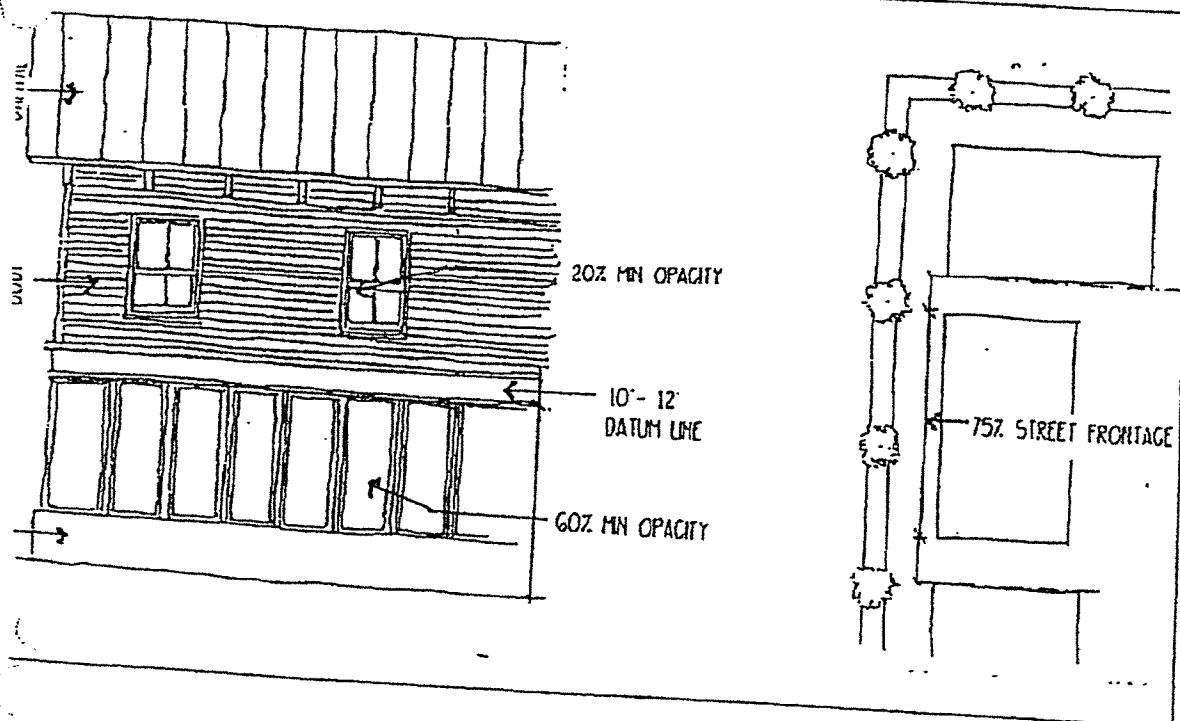 20% MIN OPACITY
10'- 12'
DATUM LINE
60% MIN OPACITY
75% STREET FRONTAGE